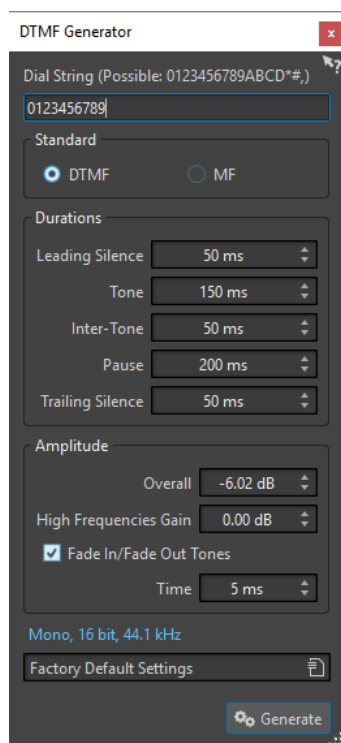 DTMF Generator x
Dial String (Possible: 0123456789ABCD*#,) ?
0123456789
Standard
DTMF MF
Durations
Leading Silence 50 ms
Tone 150 ms
Inter-Tone 50 ms
Pause 200 ms
Trailing Silence 50 ms
Amplitude
Overall -6.02 dB
High Frequencies Gain 0.00 dB
Fade In/Fade Out Tones
Time 5 ms
Mono, 16 bit, 44.1 kHz
Factory Default Settings
Generate